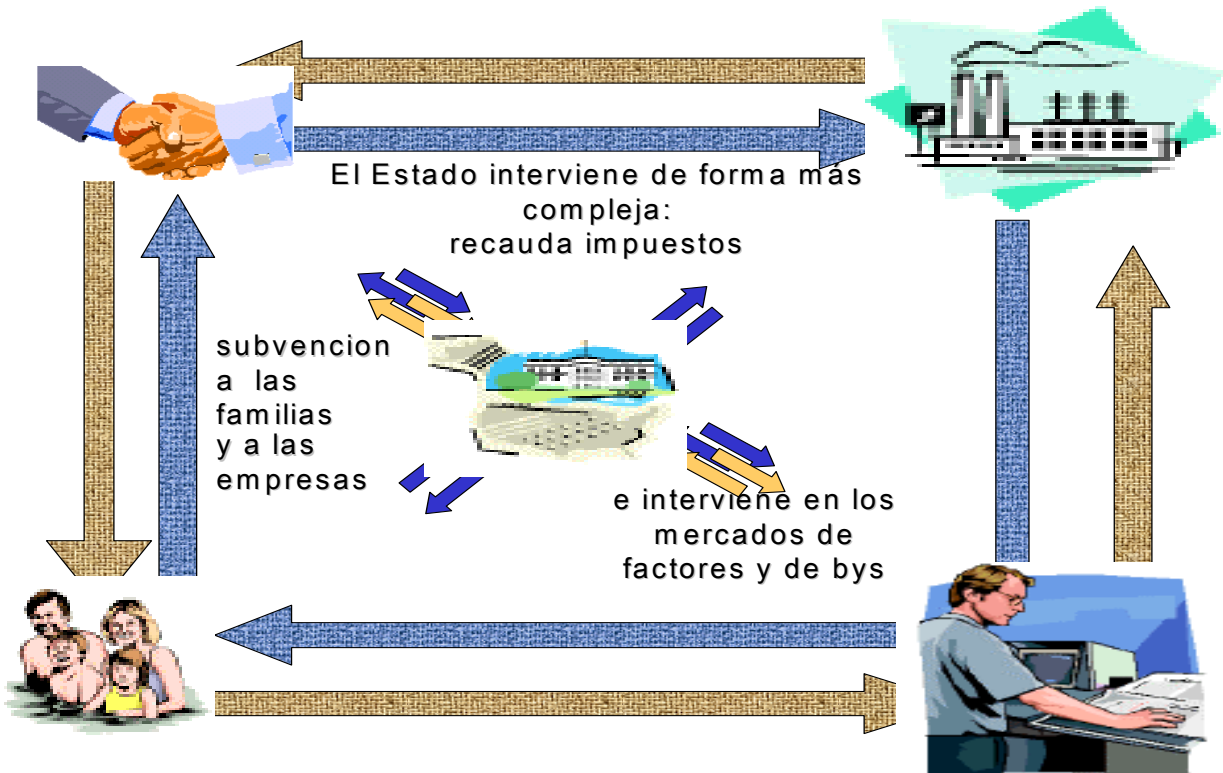 El Estado interviene de forma más
compleja:
recauda impuestos
subvencion
a las
familias
y a las
empresas
e interviene en los
mercados de
factores y de bys